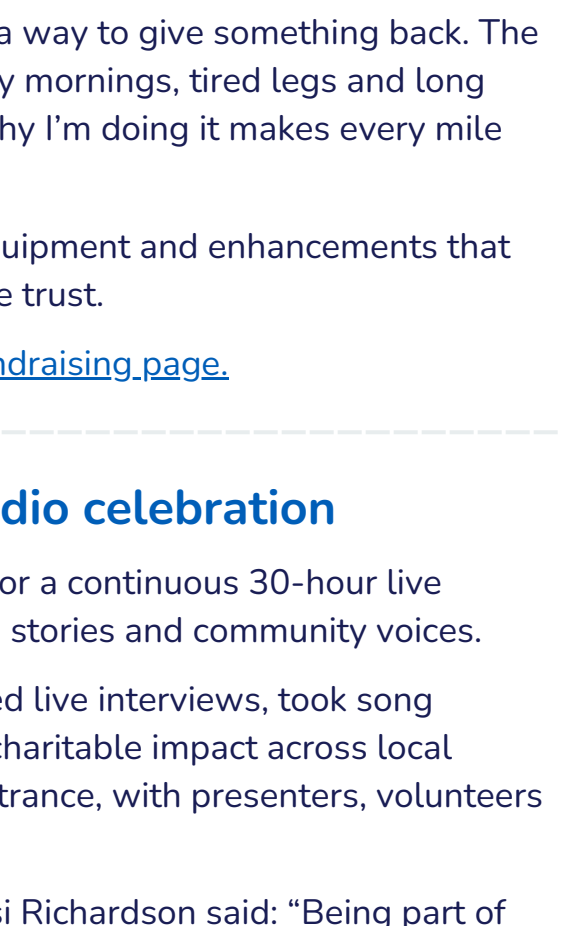 a way to give something back. The
y mornings, tired legs and long
hy I’m doing it makes every mile
uipment and enhancements that
e trust.
ndraising page.
dio celebration
or a continuous 30-hour live
stories and community voices.
ed live interviews, took song
charitable impact across local
trance, with presenters, volunteers
si Richardson said: “Being part of